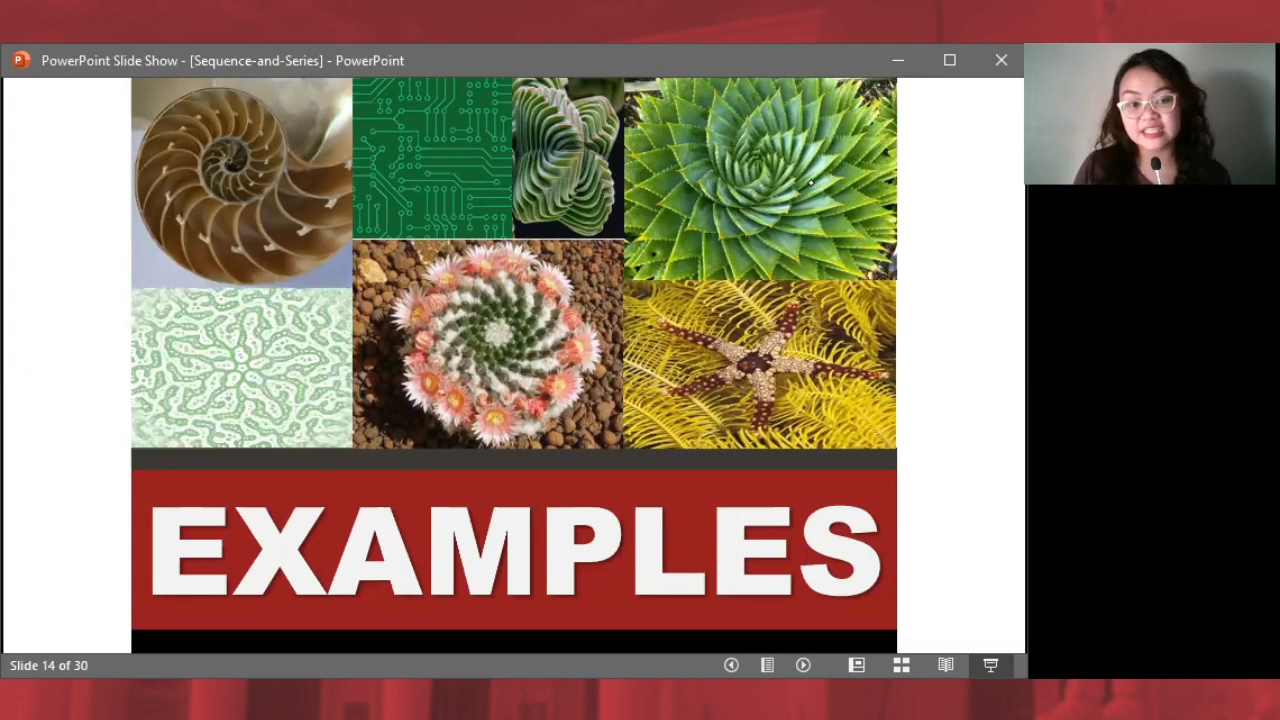 PowerPoint Slide Show - [Sequence-and-Series] - PowerPoint
EXAMPLES
Slide 14 of 30